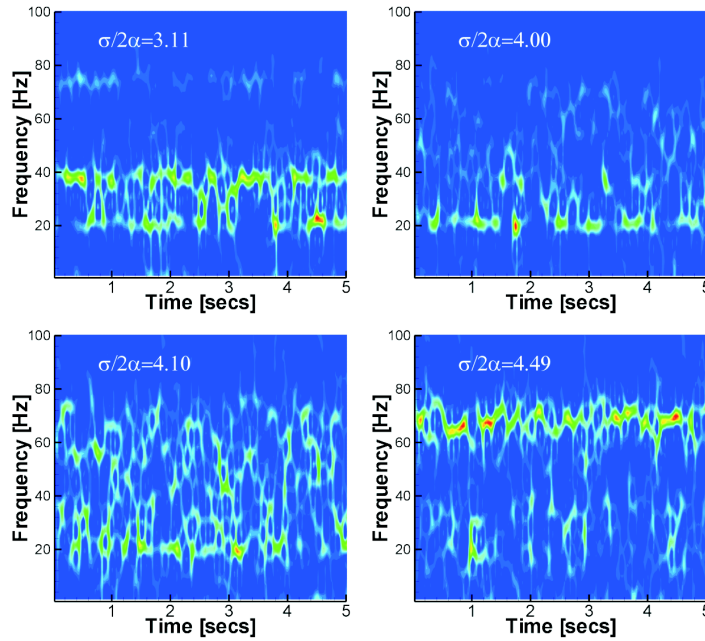 100
80
60
40
20
Frequency [Hz]
σ/2α=3.11
1 2 3 4 5
Time [secs]
100
80
60
40
20
Frequency [Hz]
σ/2α=4.00
1 2 3 4 5
Time [secs]
100
80
60
40
20
Frequency [Hz]
σ/2α=4.10
1 2 3 4 5
Time [secs]
100
80
60
40
20
Frequency [Hz]
σ/2α=4.49
1 2 3 4 5
Time [secs]